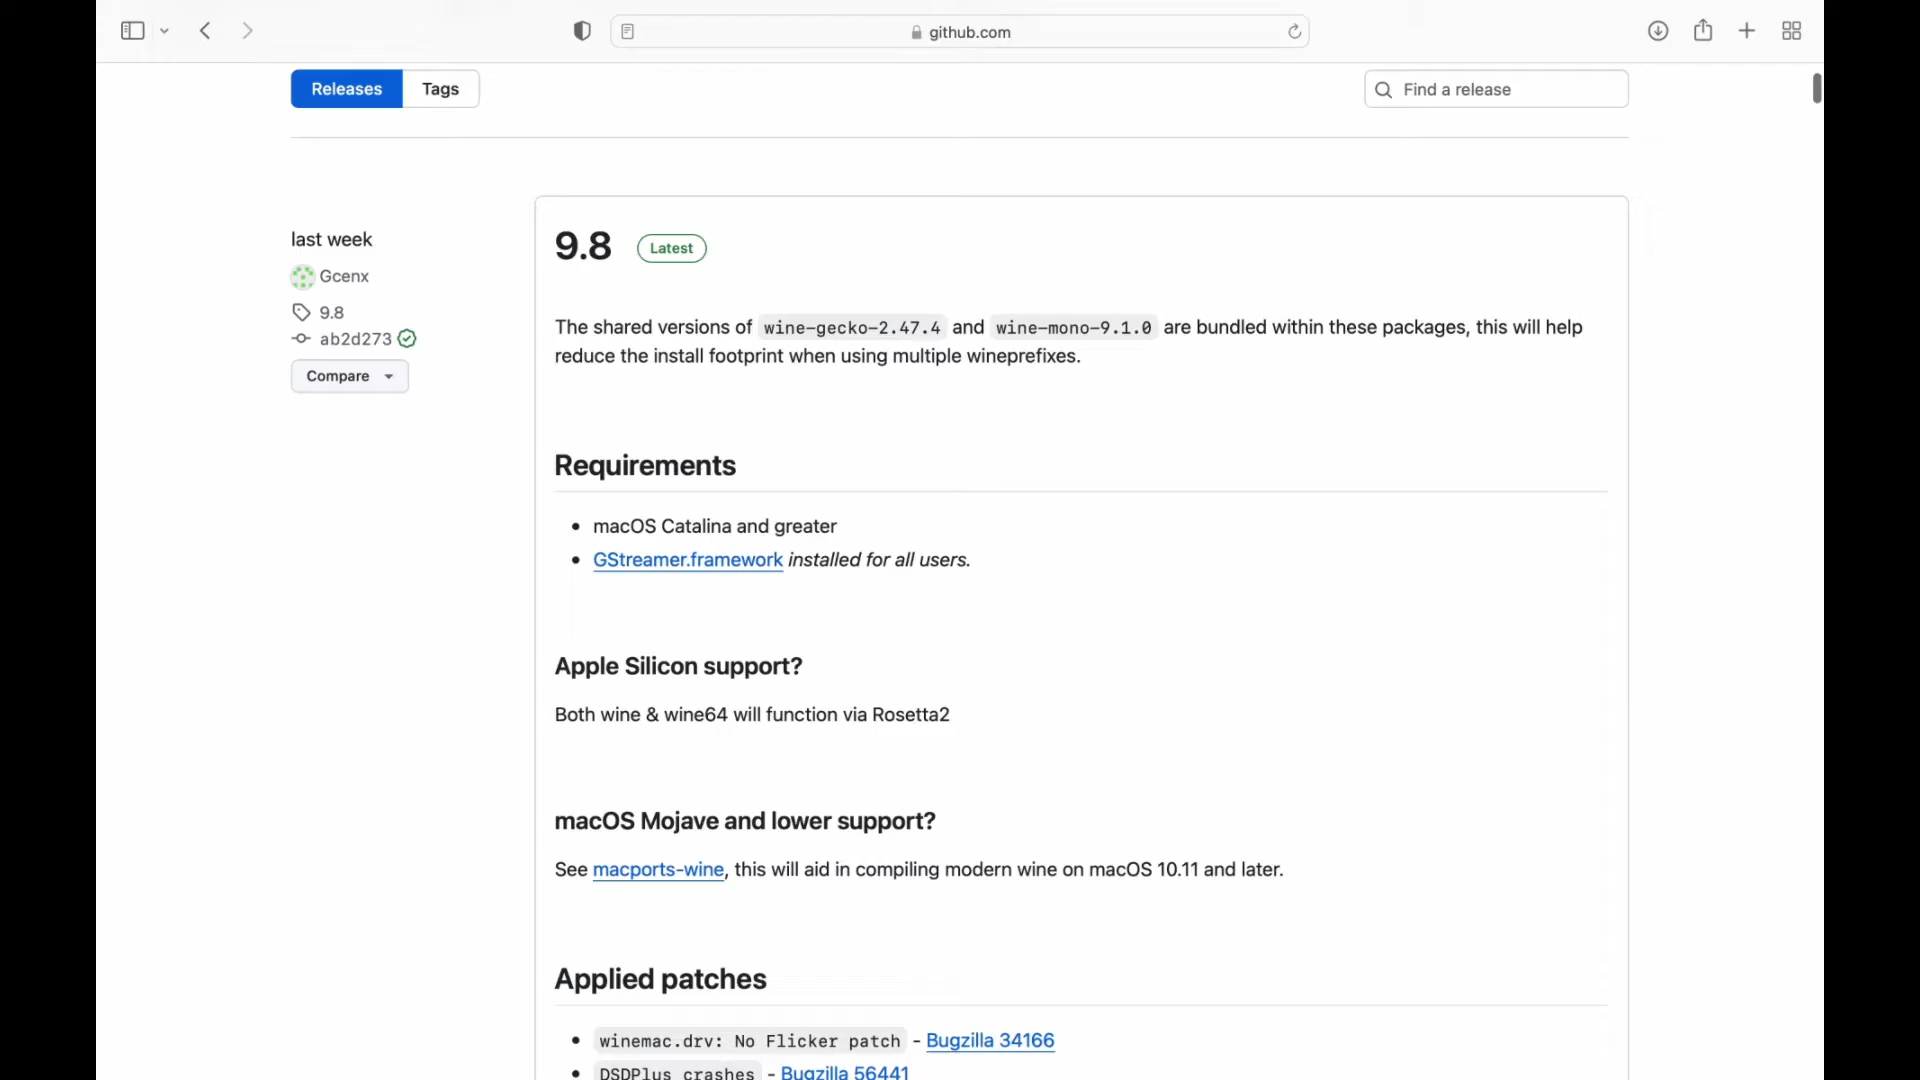 github.com
Releases
Tags
Find a release
last week
Gcenx
9.8
ab2d273
Compare
9.8 Latest
The shared versions of wine-gecko-2.47.4 and wine-mono-9.1.0 are bundled within these packages, this will help
reduce the install footprint when using multiple wineprefixes.
Requirements
• macOS Catalina and greater
• GStreamer.framework installed for all users.
Apple Silicon support?
Both wine & wine64 will function via Rosetta2
macOS Mojave and lower support?
See macports-wine, this will aid in compiling modern wine on macOS 10.11 and later.
Applied patches
• winemac.drv: No Flicker patch - Bugzilla 34166
• DSDPlus crashes - Bugzilla 56441